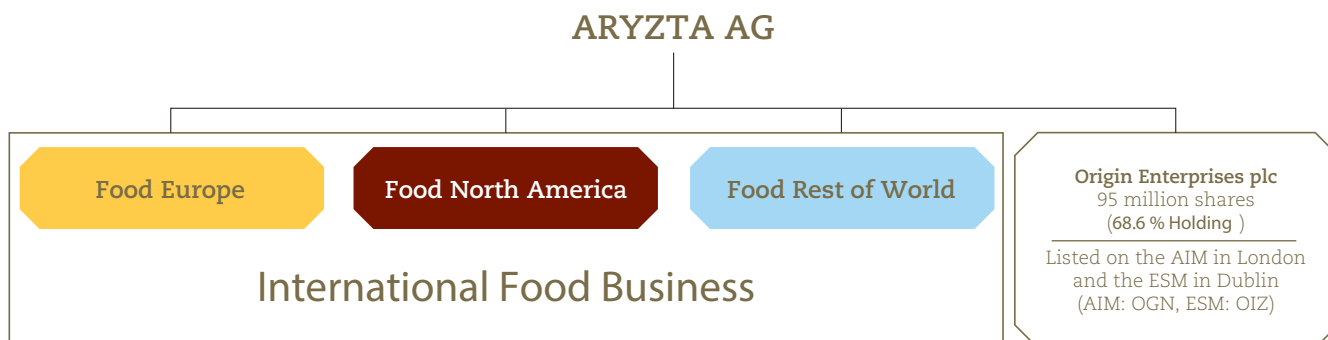 ARYZTA AG
Food Europe
Food North America
Food Rest of World
International Food Business
Origin Enterprises plc
95 million shares
(68.6 % Holding )
Listed on the AIM in London
and the ESM in Dublin
(AIM: OGN, ESM: OIZ)